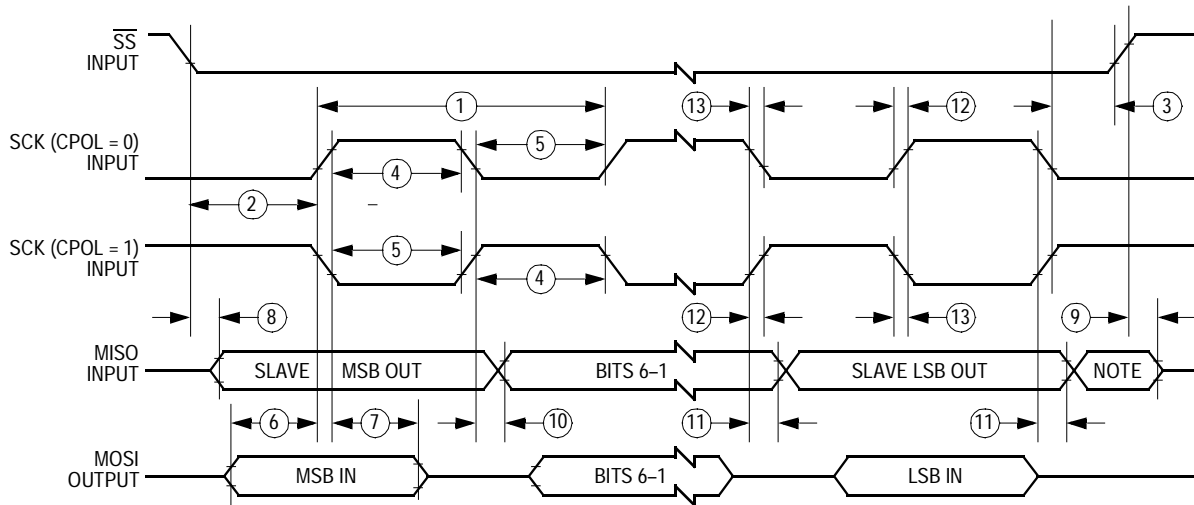 SS
INPUT
1
13
12
3
SCK (CPOL = 0)
INPUT
5
4
2
SCK (CPOL = 1)
INPUT
5
4
8
12
13
9
MISO
INPUT
SLAVE MSB OUT
BITS 6–1
SLAVE LSB OUT
NOTE
6
7
10
11
11
MOSI
OUTPUT
MSB IN
BITS 6–1
LSB IN